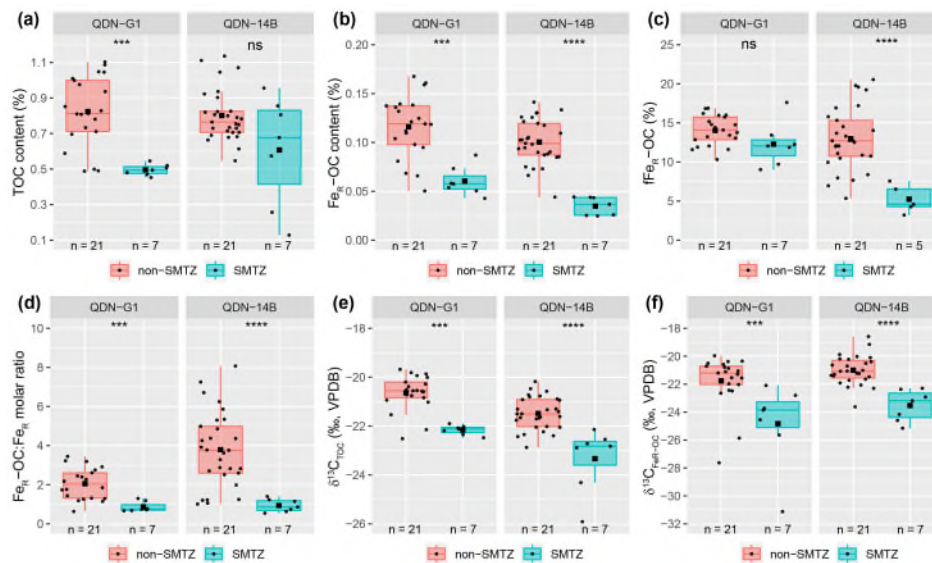 (a) QDN-G1 QDN-14B
*** ns
TOC content (%)
1.1
0.9
0.7
0.5
0.3
0.1
n = 21 n = 7 n = 21 n = 7
non-SMTZ SMTZ
(b) QDN-G1 QDN-14B
*** ****
FeR-OC content (%)
0.20
0.15
0.10
0.05
0.00
n = 21 n = 7 n = 21 n = 7
non-SMTZ SMTZ
(c) QDN-G1 QDN-14B
ns ****
fFeR-OC (%)
25
20
15
10
5
0
n = 21 n = 7 n = 21 n = 5
non-SMTZ SMTZ
(d) QDN-G1 QDN-14B
*** ****
FeR-OC:FeR molar ratio
10
8
6
4
2
0
n = 21 n = 7 n = 21 n = 7
non-SMTZ SMTZ
(e) QDN-G1 QDN-14B
*** ****
δ13CTOC (‰, VPDB)
-18
-20
-22
-24
-26
n = 21 n = 7 n = 21 n = 7
non-SMTZ SMTZ
(f) QDN-G1 QDN-14B
*** ****
δ13CFeR-OC (‰, VPDB)
-18
-20
-22
-24
-26
-28
-30
-32
n = 21 n = 7 n = 21 n = 7
non-SMTZ SMTZ